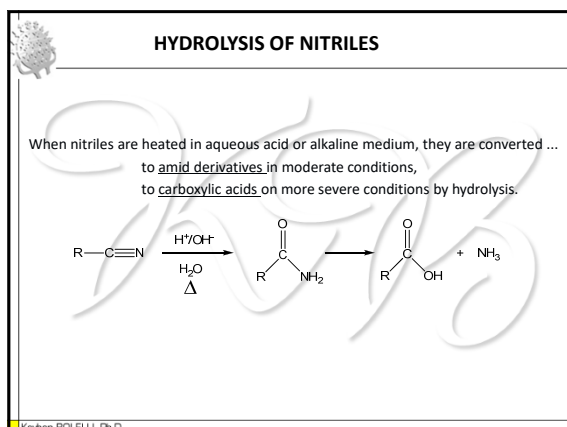 HYDROLYSIS OF NITRILES
When nitriles are heated in aqueous acid or alkaline medium, they are converted ...
to amid derivatives in moderate conditions,
to carboxylic acids on more severe conditions by hydrolysis.
R C N H⁺/OH⁻ H₂O Δ O R NH₂ O R OH + NH₃